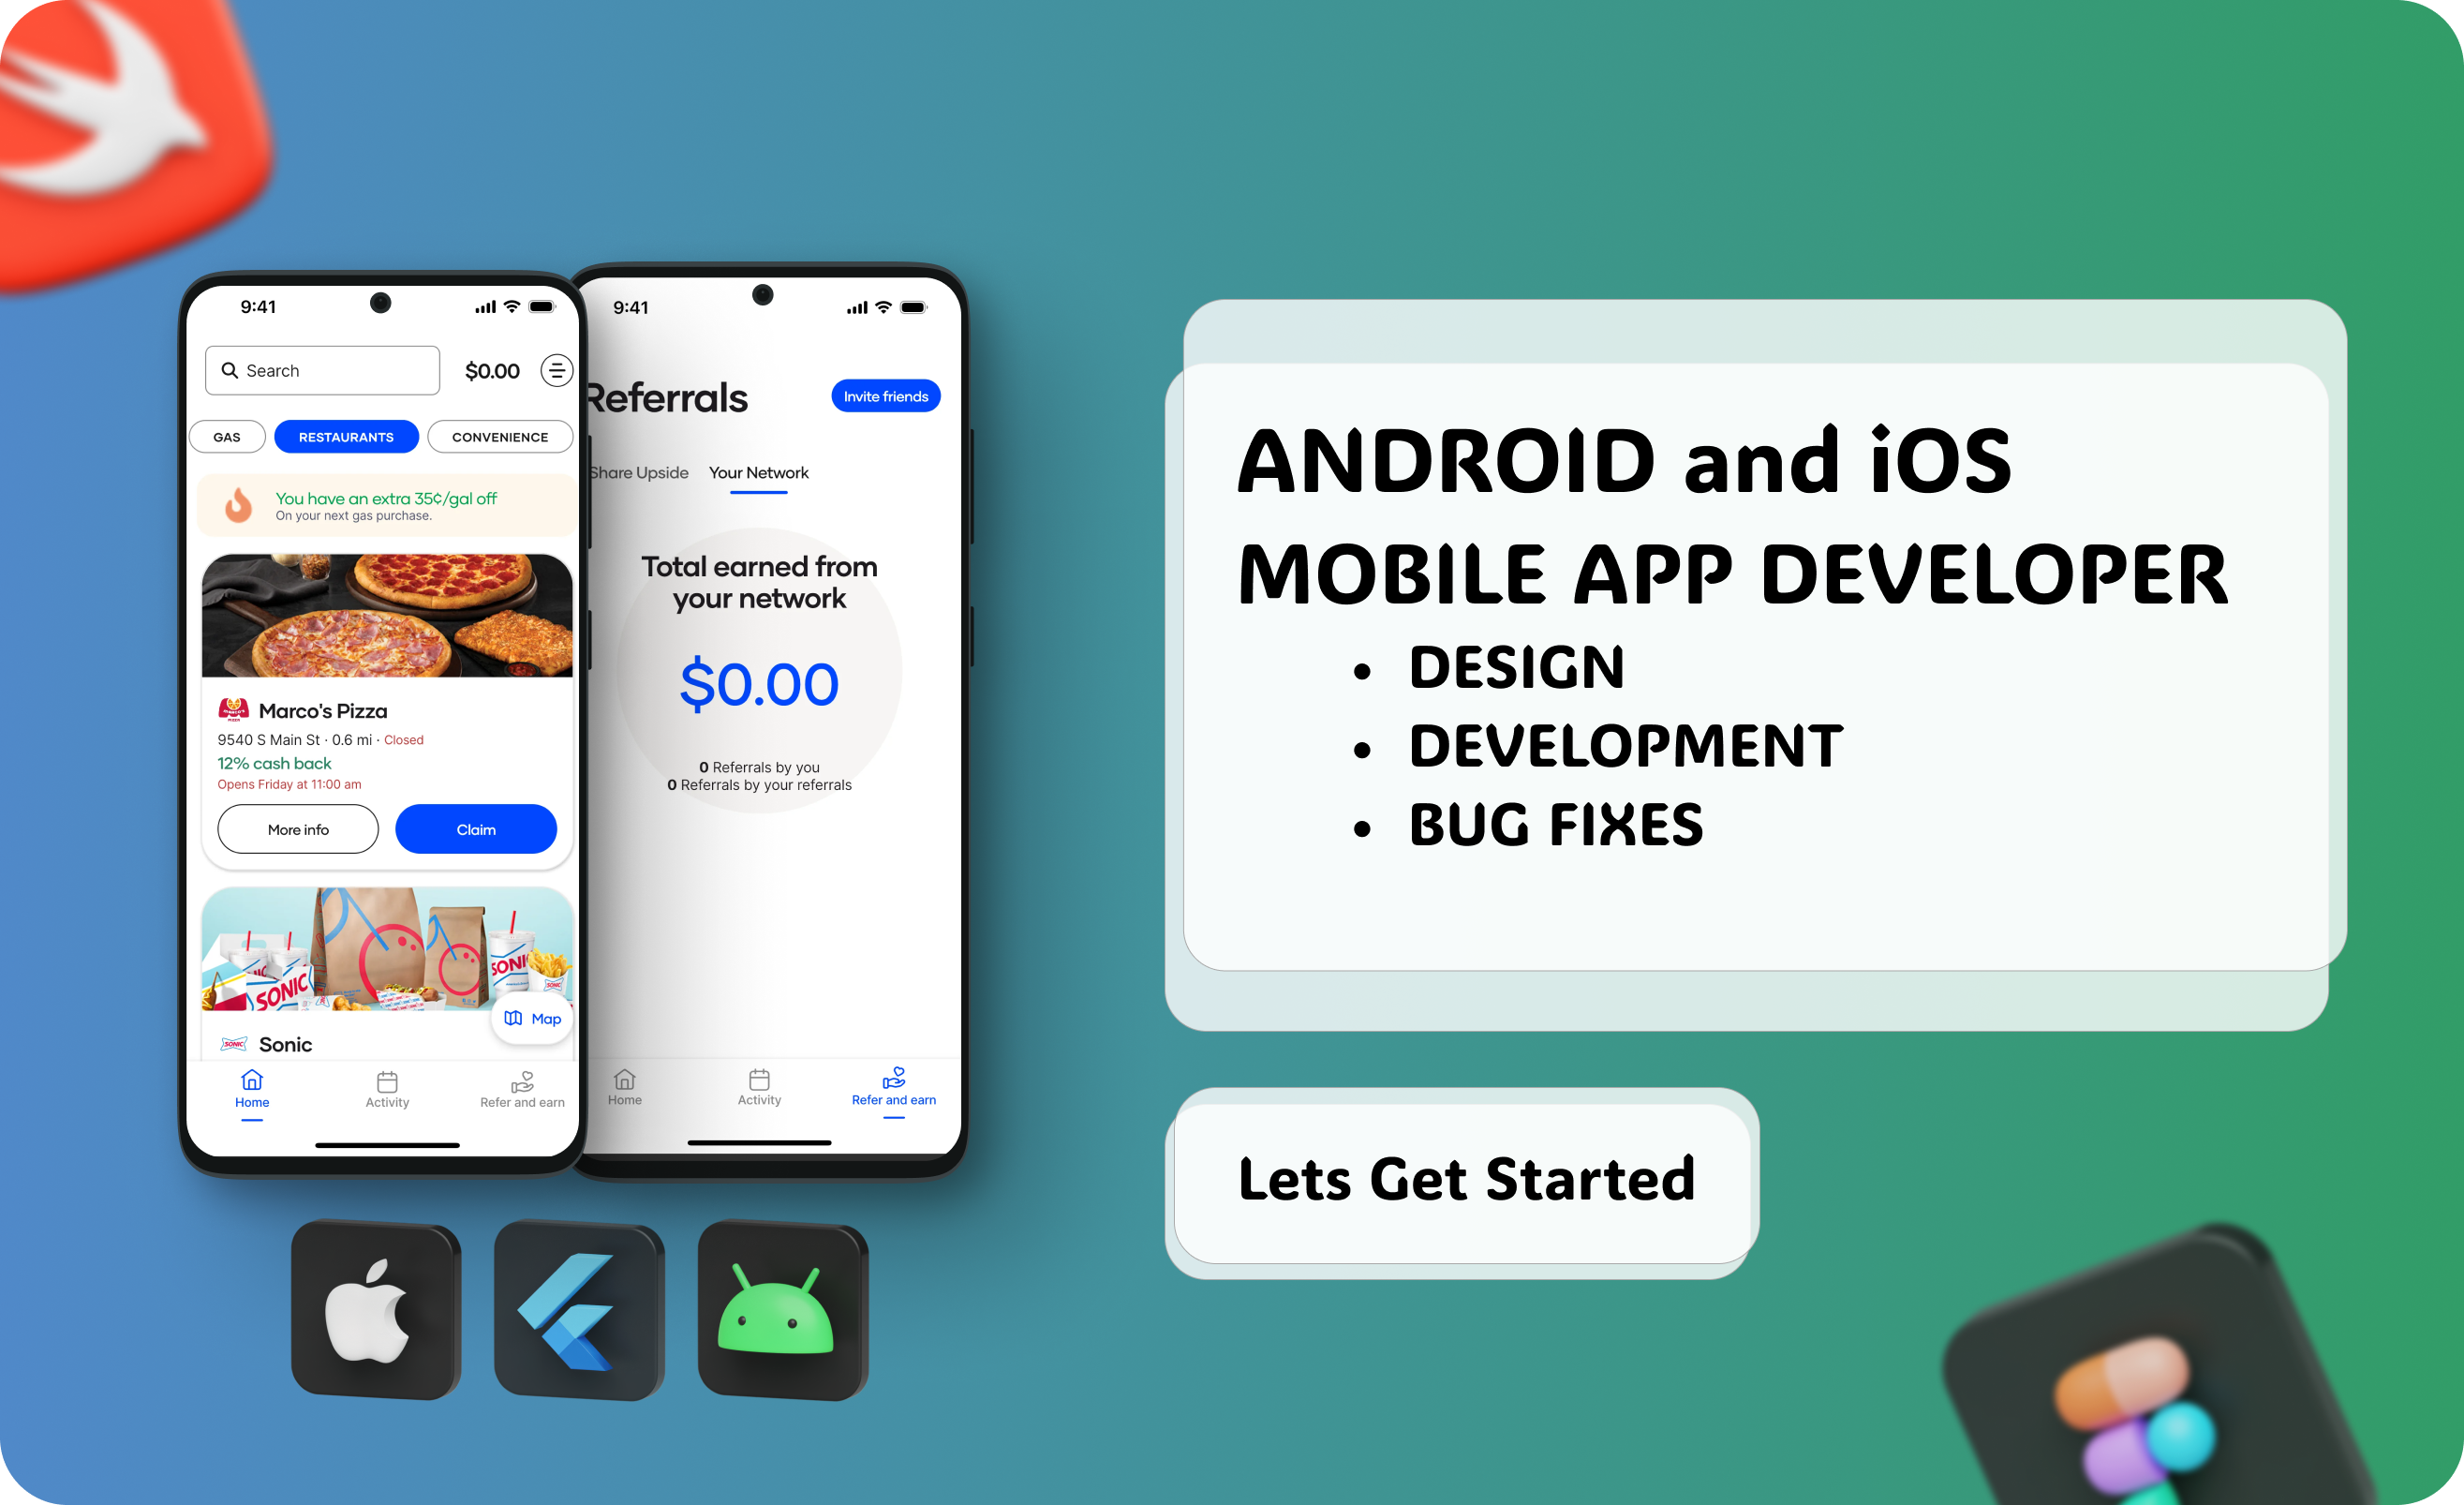 9:41
Search
$0.00
GAS
RESTAURANTS
CONVENIENCE
You have an extra 35¢/gal off
On your next gas purchase.
Marco's Pizza
9540 S Main St · 0.6 mi · Closed
12% cash back
Opens Friday at 11:00 am
More info
Claim
SONIC
SONIC
Map
SONIC
Sonic
Home
Activity
Refer and earn
9:41
Referrals
Invite friends
Share Upside
Your Network
Total earned from
your network
$0.00
0 Referrals by you
0 Referrals by your referrals
Home
Activity
Refer and earn
ANDROID and iOS
MOBILE APP DEVELOPER
• DESIGN
• DEVELOPMENT
• BUG FIXES
Lets Get Started